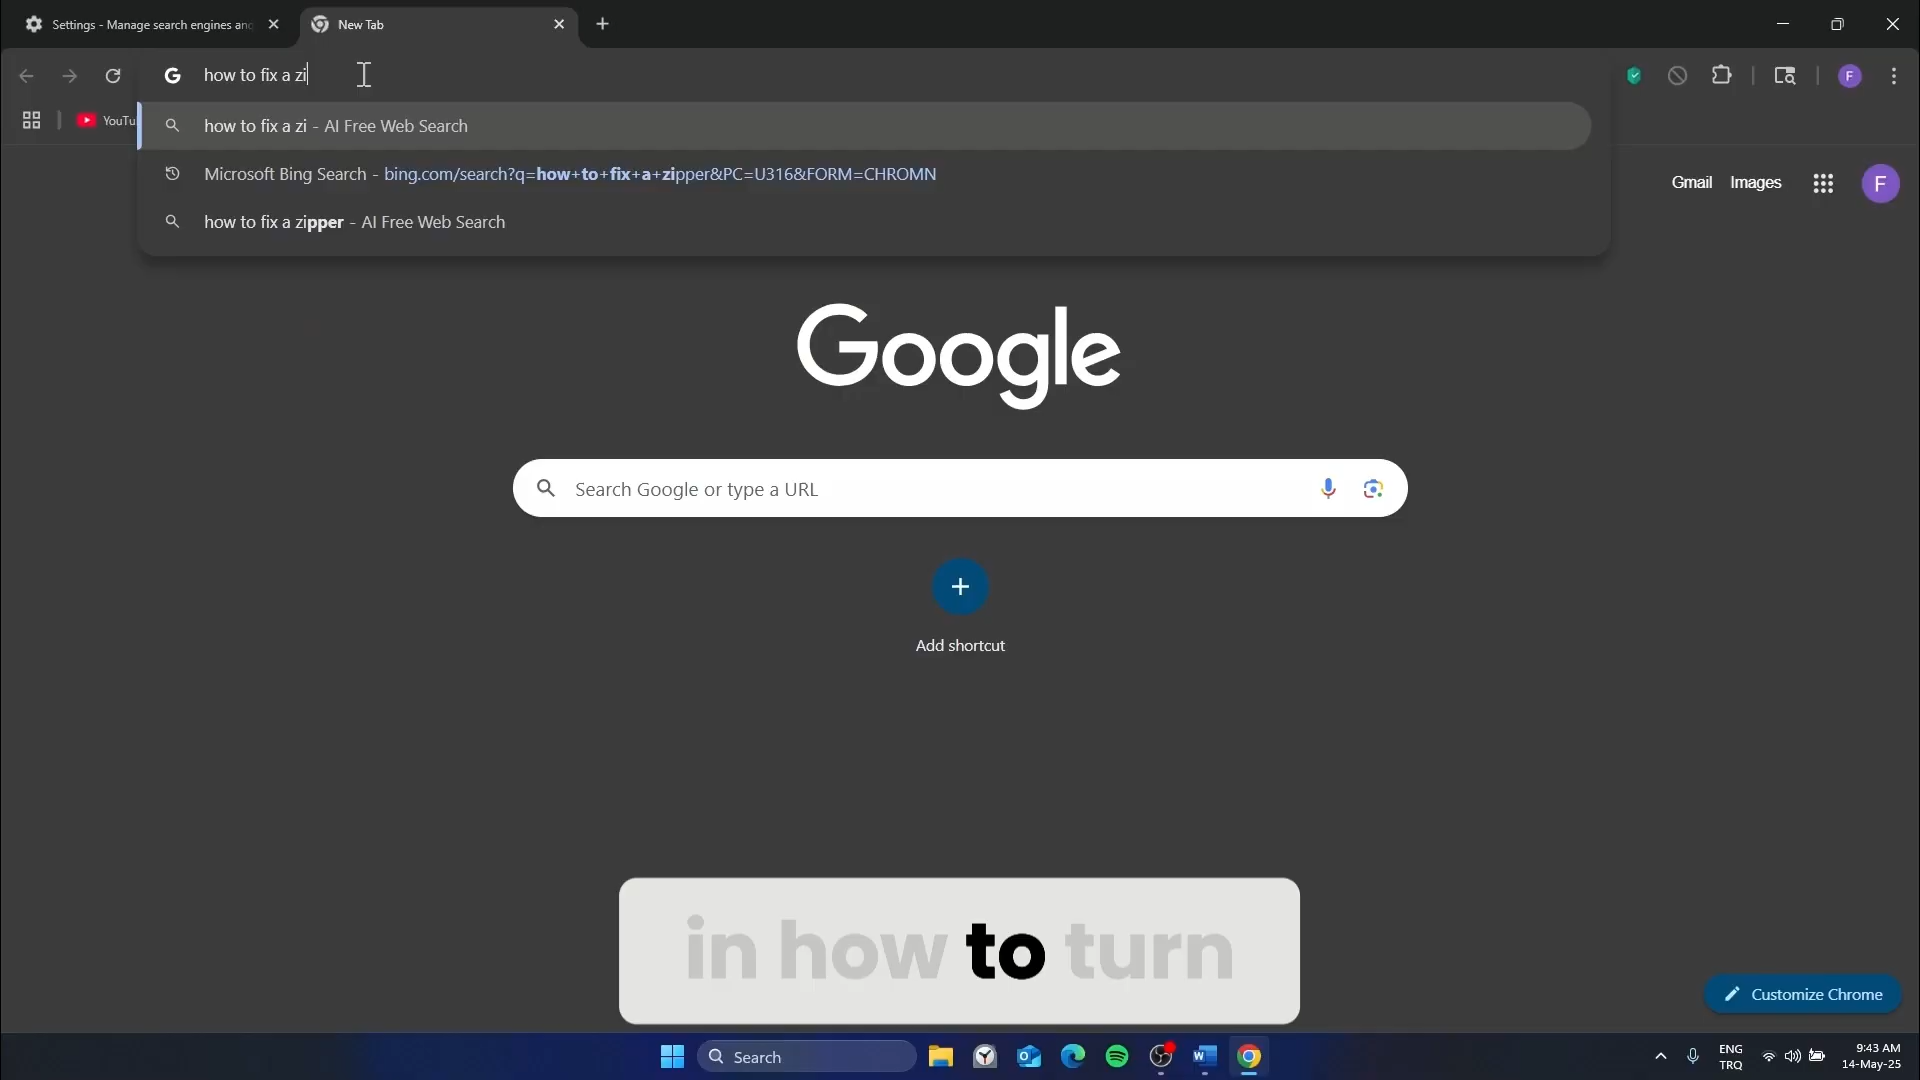 Settings - Manage search engines and
New Tab
how to fix a zi
F
YouTu
how to fix a zi - AI Free Web Search
Microsoft Bing Search - bing.com/search?q=how+to+fix+a+zipper&PC=U316&FORM=CHROMN
how to fix a zipper - AI Free Web Search
Gmail
Images
F
Google
Search Google or type a URL
Add shortcut
in how to turn
Customize Chrome
Search
ENG
TRQ
9:43 AM
14-May-25